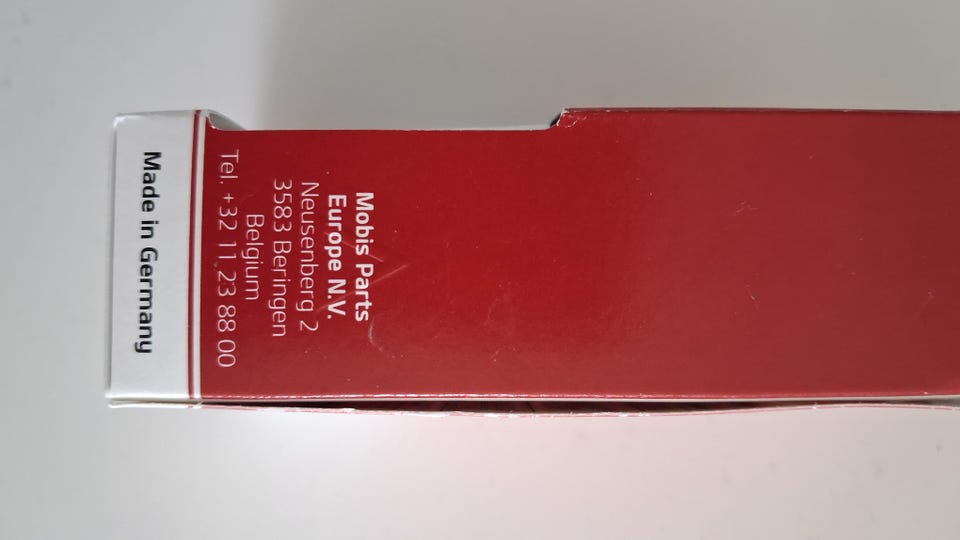 Mobis Parts
Europe N.V.
Neusenberg 2
3583 Beringen
Belgium
Tel. +32 11 23 88 00
Made in Germany